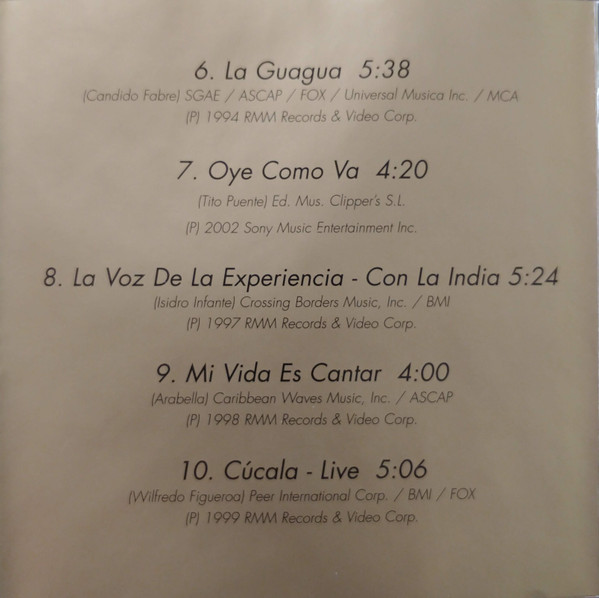 6. La Guagua 5:38
(Candido Fabre) SGAE / ASCAP / FOX / Universal Musica Inc. / MCA
(P) 1994 RMM Records & Video Corp.
7. Oye Como Va 4:20
(Tito Puente) Ed. Mus. Clipper's S.L.
(P) 2002 Sony Music Entertainment Inc.
8. La Voz De La Experiencia - Con La India 5:24
(Isidro Infante) Crossing Borders Music, Inc. / BMI
(P) 1997 RMM Records & Video Corp.
9. Mi Vida Es Cantar 4:00
(Arabella) Caribbean Waves Music, Inc. / ASCAP
(P) 1998 RMM Records & Video Corp.
10. Cúcala - Live 5:06
(Wilfredo Figueroa) Peer International Corp. / BMI / FOX
(P) 1999 RMM Records & Video Corp.